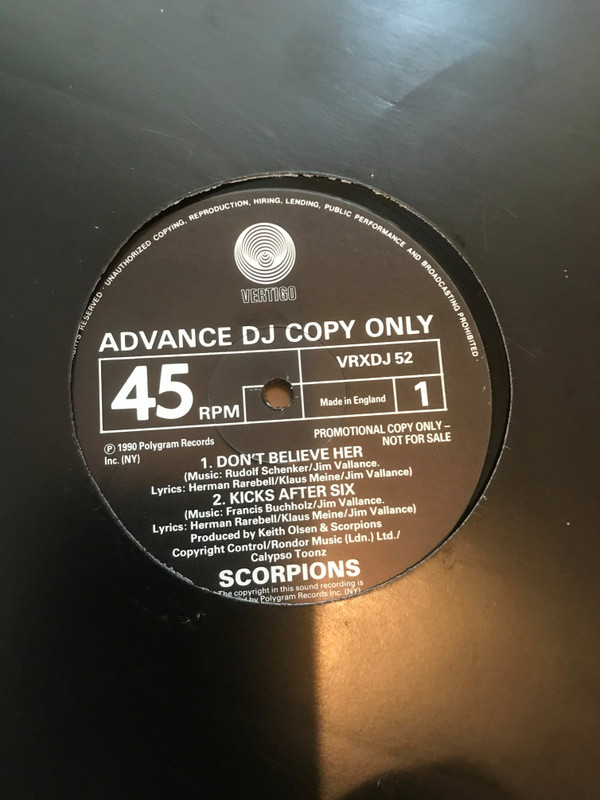 GHTS RESERVED · UNAUTHORIZED COPYING, REPRODUCTION, HIRING, LENDING, PUBLIC PERFORMANCE AND BROADCASTING PROHIBITED ·
VERTIGO
ADVANCE DJ COPY ONLY
45 RPM
VRXDJ 52
Made in England
1
℗ 1990 Polygram Records
Inc. (NY)
PROMOTIONAL COPY ONLY –
NOT FOR SALE
1. DON'T BELIEVE HER
(Music: Rudolf Schenker/Jim Vallance.
Lyrics: Herman Rarebell/Klaus Meine/Jim Vallance)
2. KICKS AFTER SIX
(Music: Francis Buchholz/Jim Vallance.
Lyrics: Herman Rarebell/Klaus Meine/Jim Vallance)
Produced by Keith Olsen & Scorpions
Copyright Control/Rondor Music (Ldn.) Ltd./
Calypso Toonz
SCORPIONS
The copyright in this sound recording is
by Polygram Records Inc. (NY)